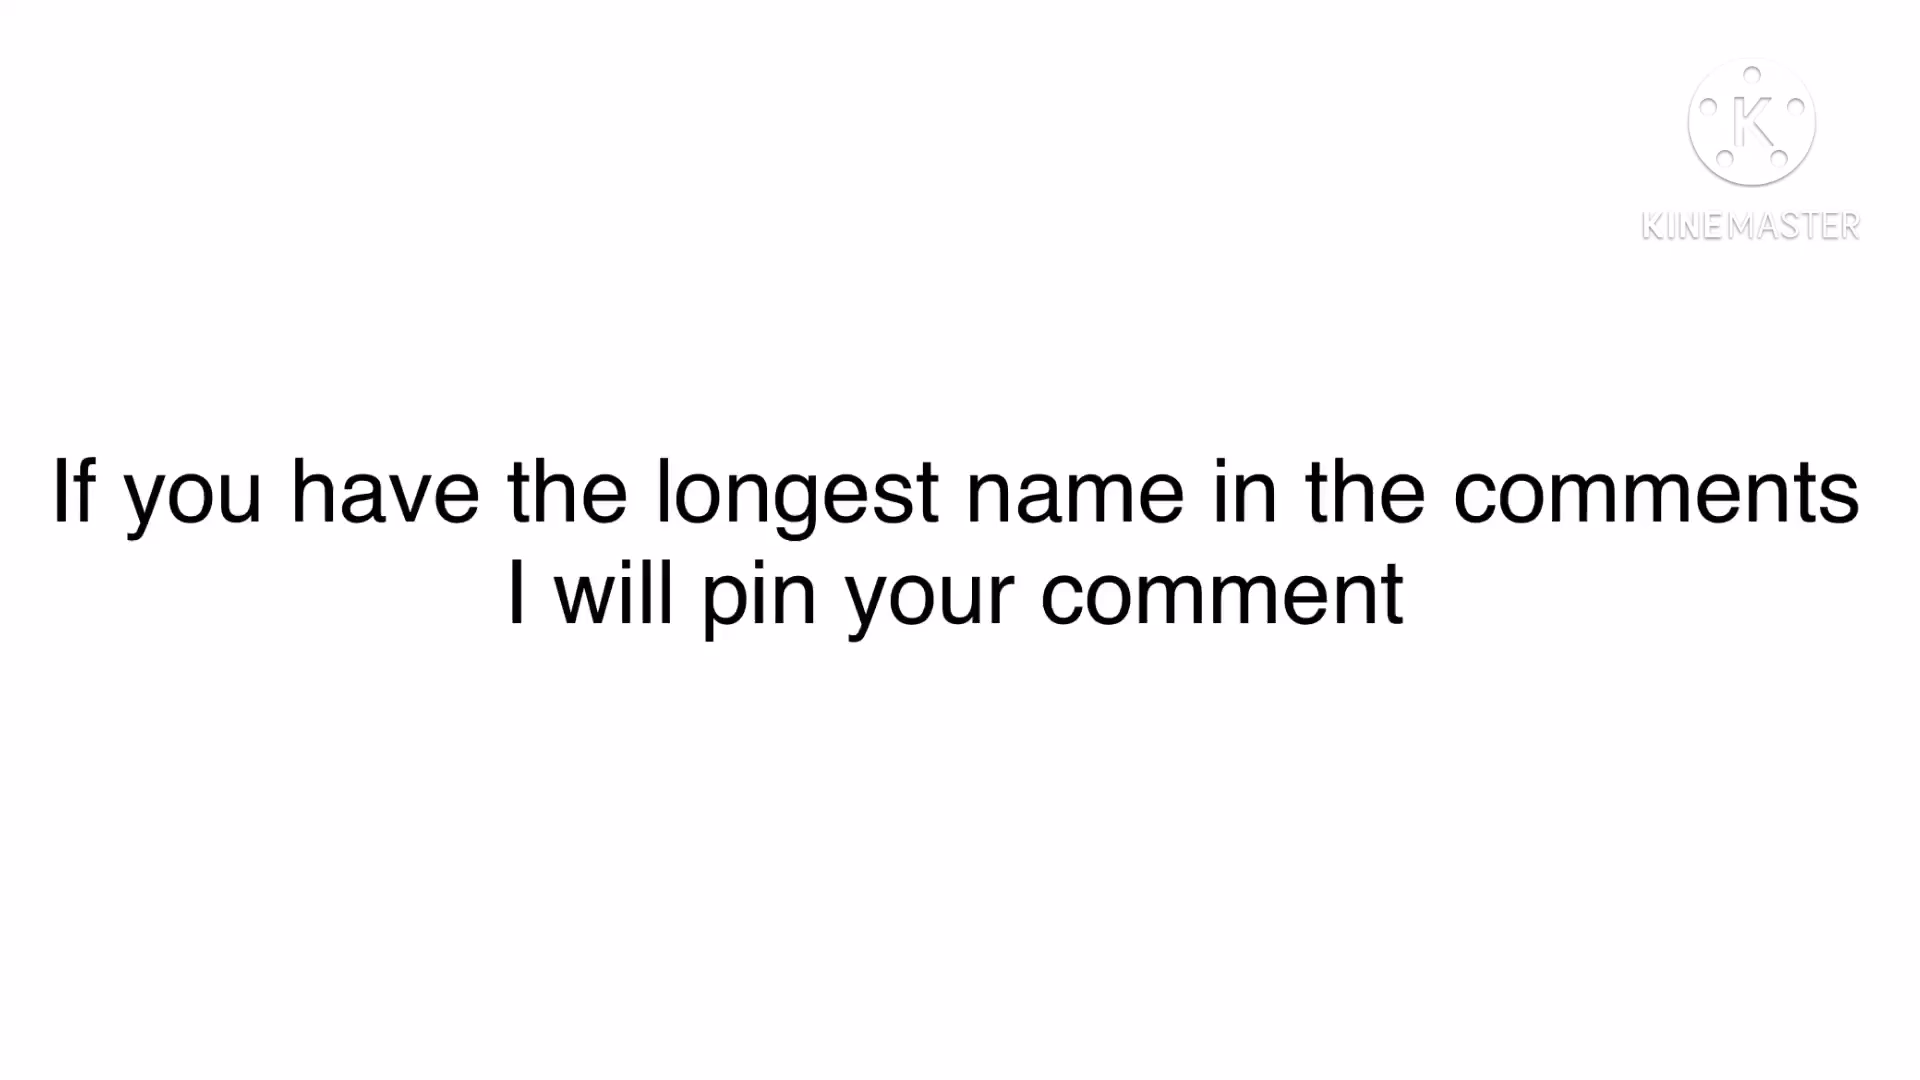 K
KINEMASTER
If you have the longest name in the comments
I will pin your comment